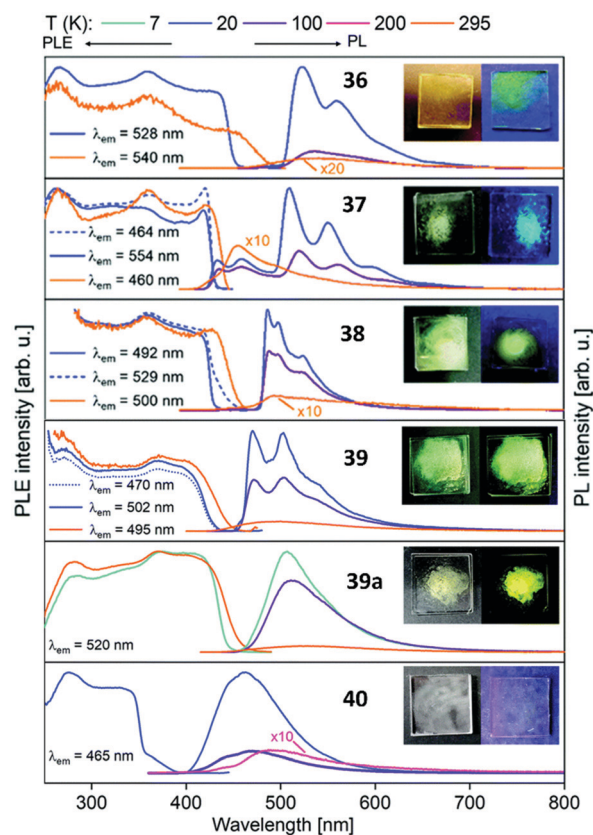 T (K): 7 20 100 200 295
PLE PL
36
λem = 528 nm
λem = 540 nm
x20
37
λem = 464 nm
λem = 554 nm
λem = 460 nm
x10
38
λem = 492 nm
λem = 529 nm
λem = 500 nm
x10
39
λem = 470 nm
λem = 502 nm
λem = 495 nm
39a
λem = 520 nm
40
λem = 465 nm
x10
PLE intensity [arb. u.]
PL intensity [arb. u.]
300 400 500 600 700 800
Wavelength [nm]